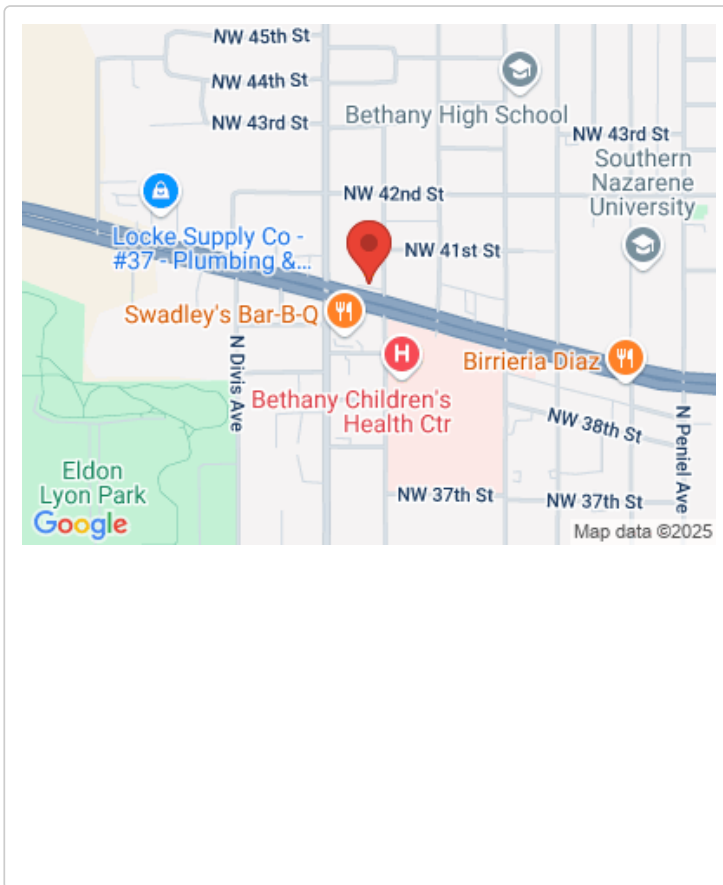 NW 45th St
NW 44th St
NW 43rd St
Bethany High School
NW 43rd St
Southern
Nazarene
University
NW 42nd St
Locke Supply Co -
#37 - Plumbing &...
NW 41st St
Swadley's Bar-B-Q
N Divis Ave
H
Birrieria Diaz
Bethany Children's
Health Ctr
NW 38th St
N Peniel Ave
Eldon
Lyon Park
NW 37th St
NW 37th St
Google
Map data ©2025